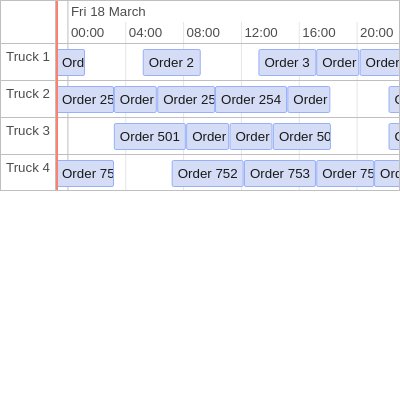 Fri 18 March
00:00 04:00 08:00 12:00 16:00 20:00
Truck 1 Ord Order 2 Order 3 Order Order
Truck 2 Order 25 Order Order 25 Order 254 Order
Truck 3 Order 501 Order Order Order 50
Truck 4 Order 75 Order 752 Order 753 Order 75 Ord